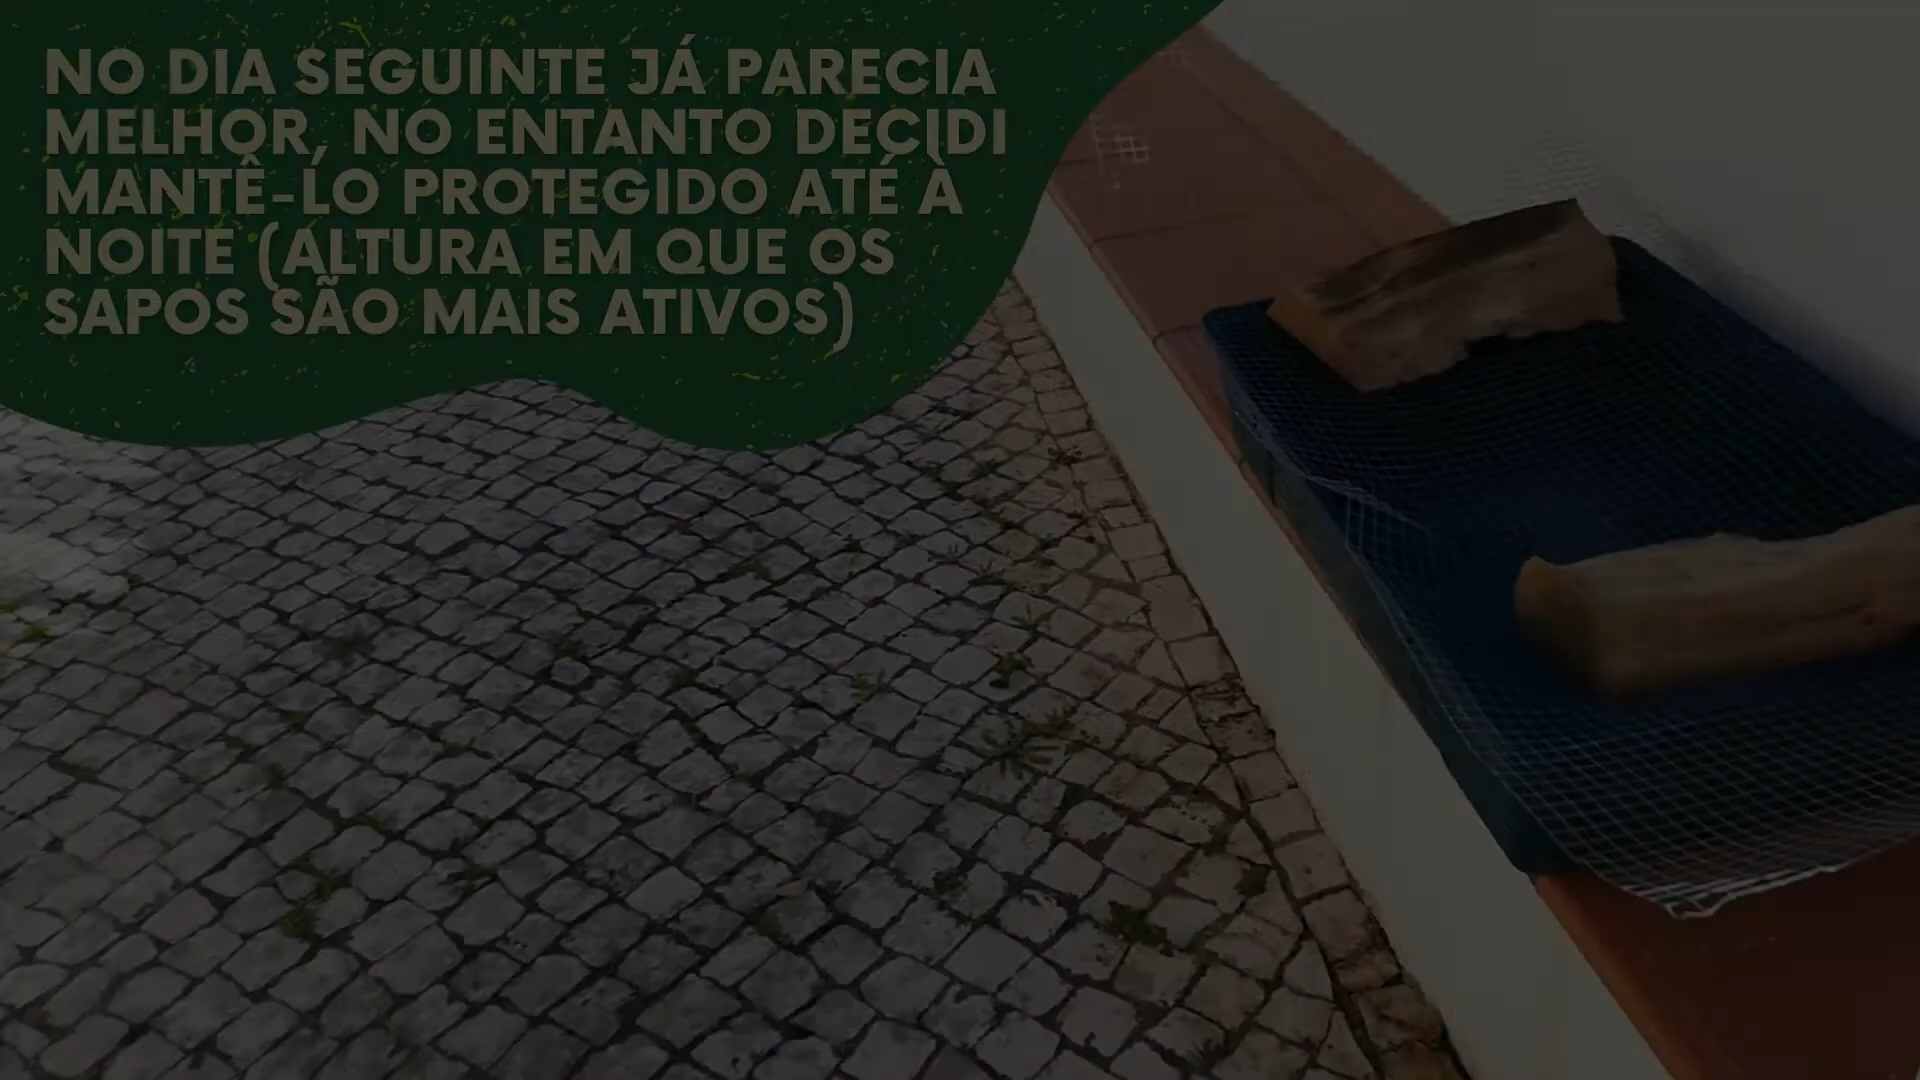 NO DIA SEGUINTE JÁ PARECIA
MELHOR, NO ENTANTO DECIDI
MANTÊ-LO PROTEGIDO ATÉ À
NOITE (ALTURA EM QUE OS
SAPOS SÃO MAIS ATIVOS)